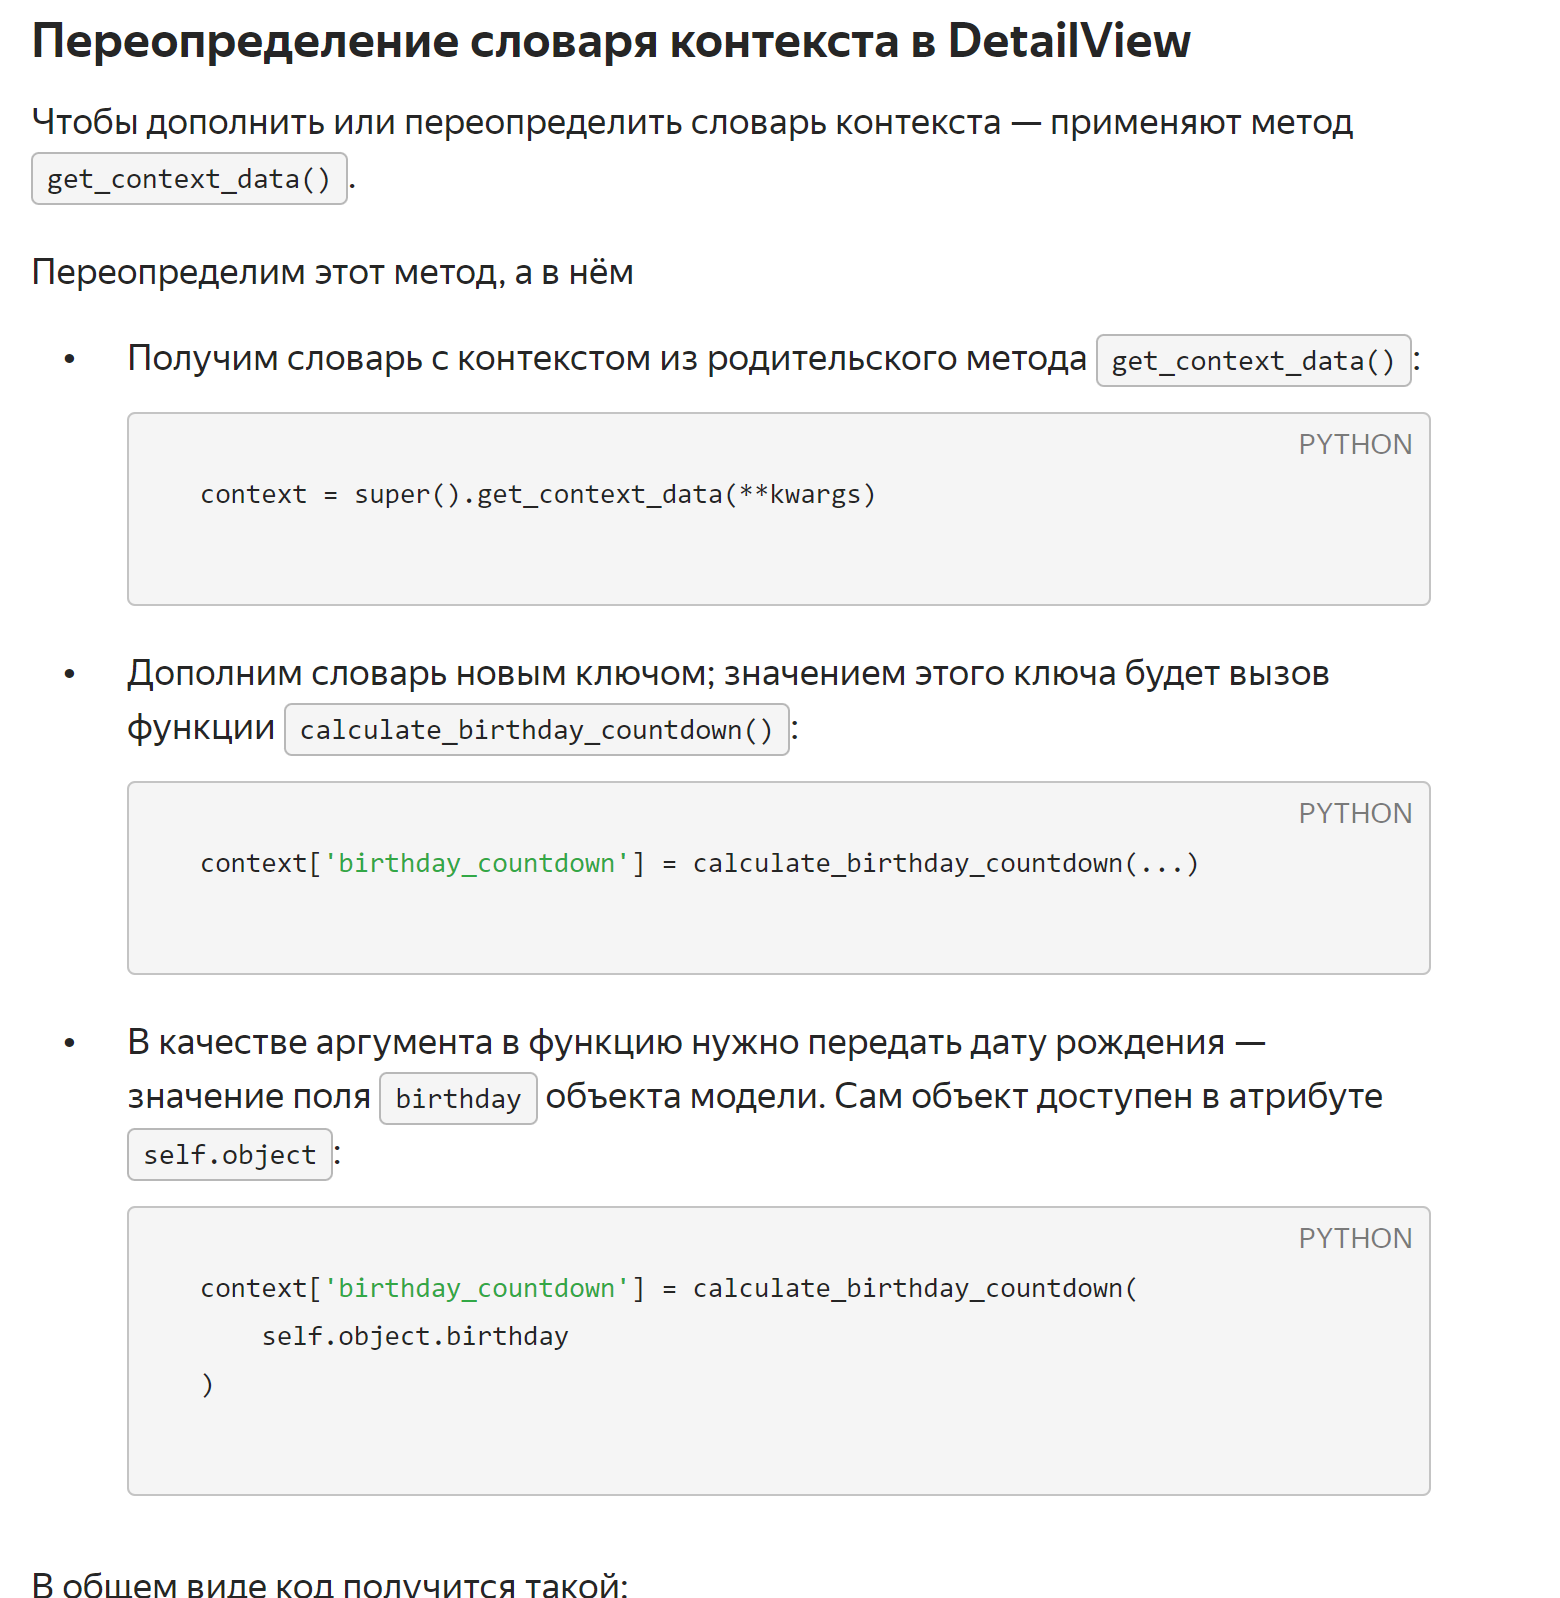 Переопределение словаря контекста в DetailView
Чтобы дополнить или переопределить словарь контекста — применяют метод
get_context_data().
Переопределим этот метод, а в нём
• Получим словарь с контекстом из родительского метода get_context_data():
PYTHON
context = super().get_context_data(**kwargs)
• Дополним словарь новым ключом; значением этого ключа будет вызов
функции calculate_birthday_countdown():
PYTHON
context['birthday_countdown'] = calculate_birthday_countdown(...)
• В качестве аргумента в функцию нужно передать дату рождения —
значение поля birthday объекта модели. Сам объект доступен в атрибуте
self.object:
PYTHON
context['birthday_countdown'] = calculate_birthday_countdown(
    self.object.birthday
)
В общем виде код получится такой: